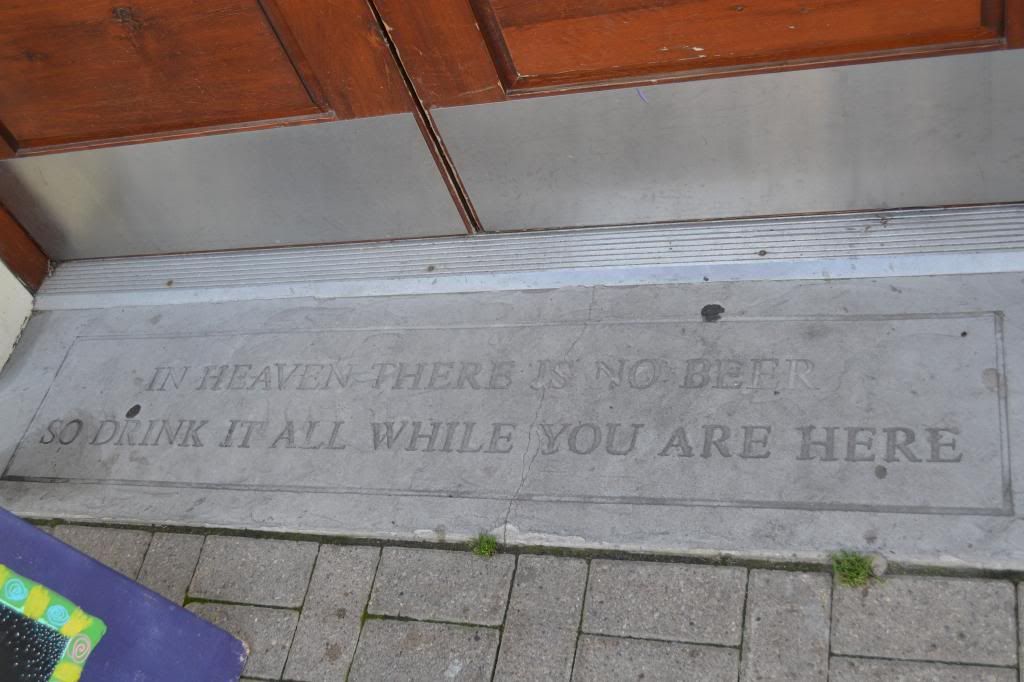 IN HEAVEN THERE IS NO BEER
SO DRINK IT ALL WHILE YOU ARE HERE